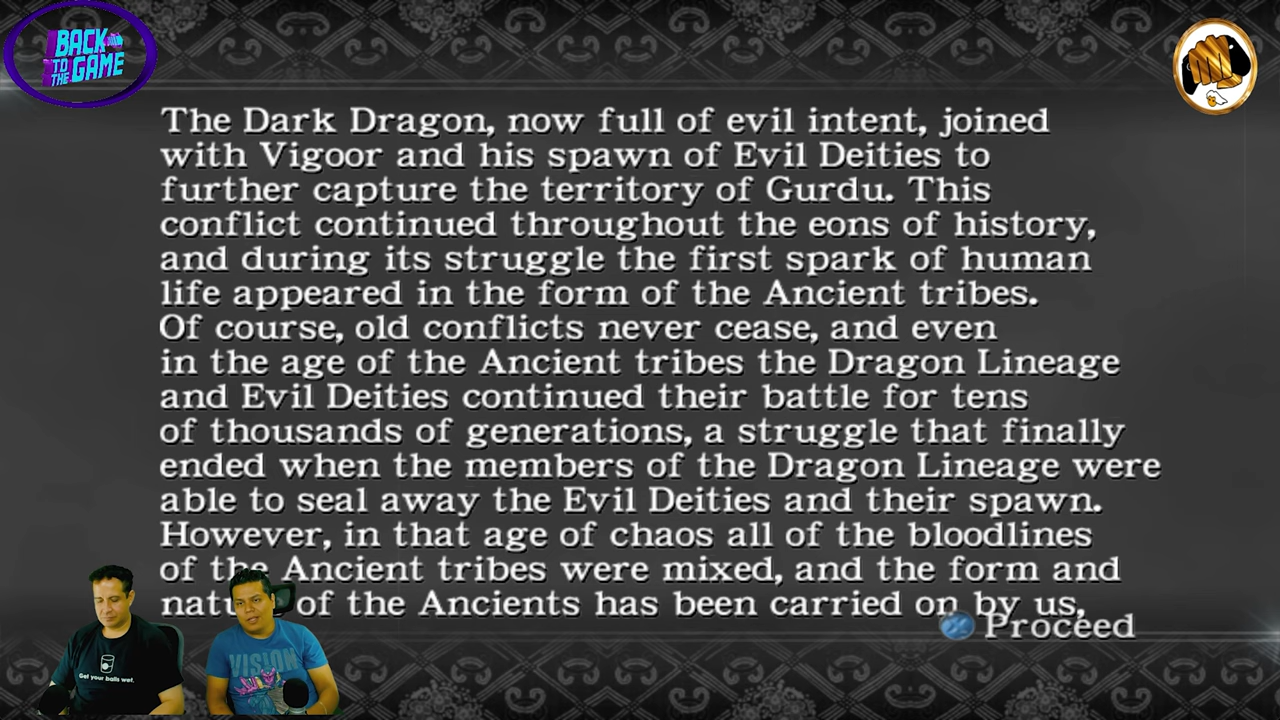 BACK
TO
THE GAME
The Dark Dragon, now full of evil intent, joined
with Vigoor and his spawn of Evil Deities to
further capture the territory of Gurdu. This
conflict continued throughout the eons of history,
and during its struggle the first spark of human
life appeared in the form of the Ancient tribes.
Of course, old conflicts never cease, and even
in the age of the Ancient tribes the Dragon Lineage
and Evil Deities continued their battle for tens
of thousands of generations, a struggle that finally
ended when the members of the Dragon Lineage were
able to seal away the Evil Deities and their spawn.
However, in that age of chaos all of the bloodlines
of the Ancient tribes were mixed, and the form and
natu of the Ancients has been carried on by us,
Proceed
Get your balls wet.
VISION